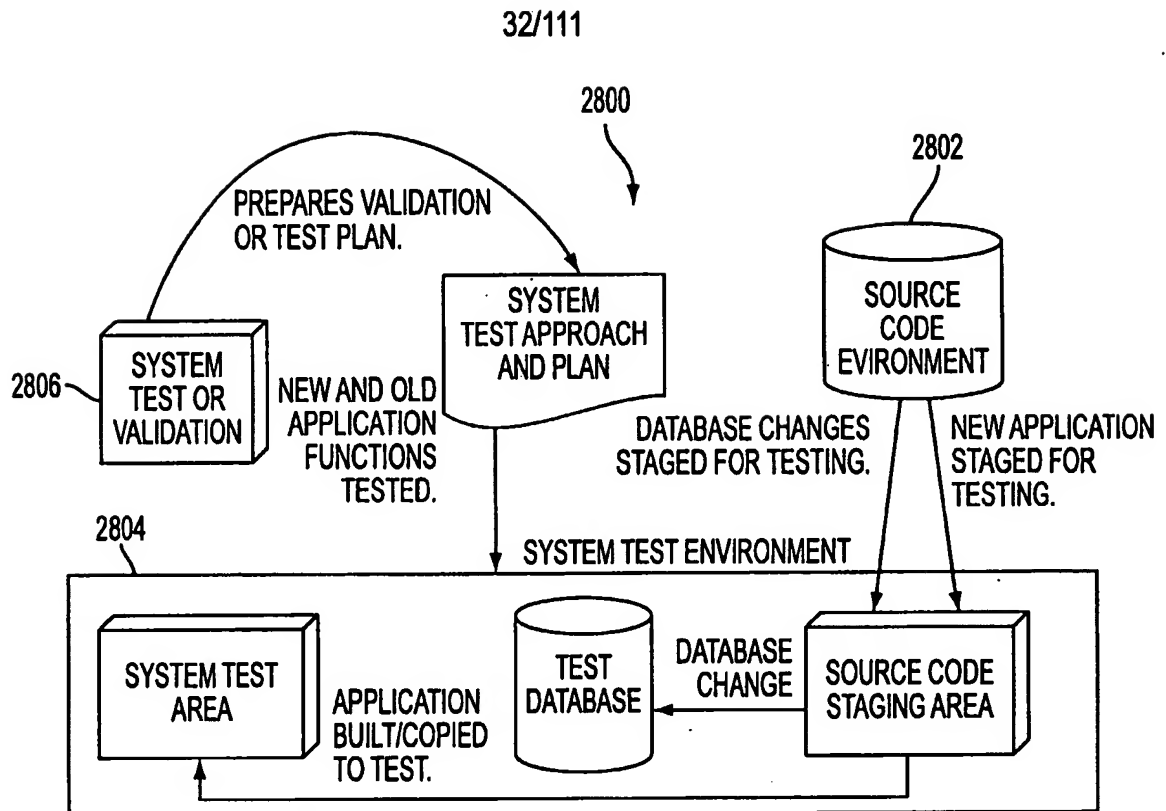 32/111
2800
2802
PREPARES VALIDATION
OR TEST PLAN.
SYSTEM
TEST APPROACH
AND PLAN
SOURCE
CODE
EVIRONMENT
2806
SYSTEM
TEST OR
VALIDATION
NEW AND OLD
APPLICATION
FUNCTIONS
TESTED.
DATABASE CHANGES
STAGED FOR TESTING.
NEW APPLICATION
STAGED FOR
TESTING.
2804
SYSTEM TEST ENVIRONMENT
SYSTEM TEST
AREA
APPLICATION
BUILT/COPIED
TO TEST.
TEST
DATABASE
DATABASE
CHANGE
SOURCE CODE
STAGING AREA